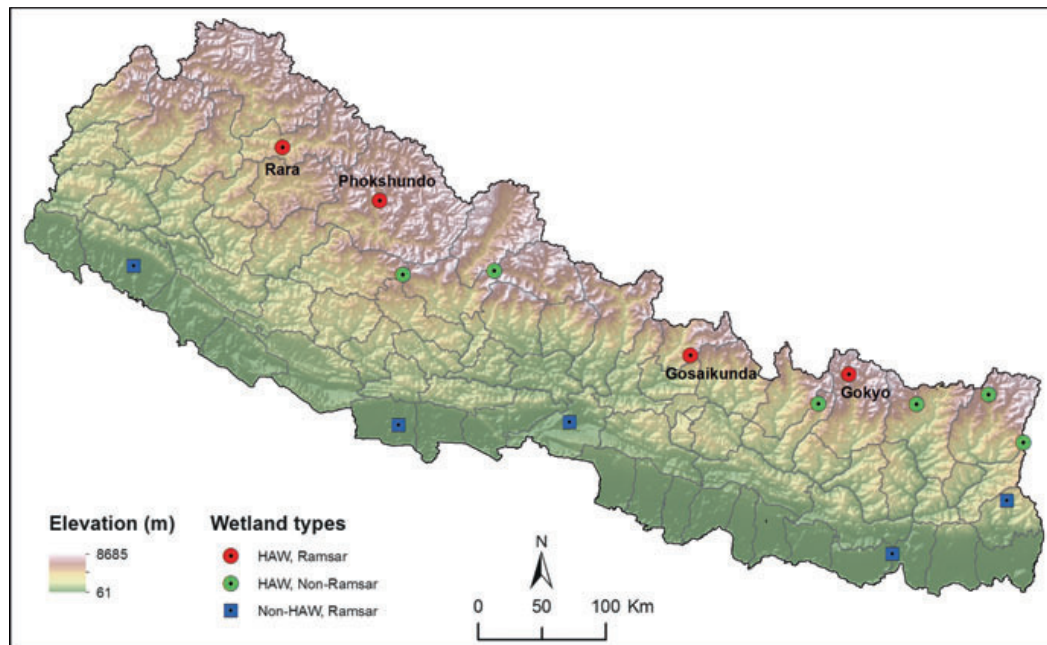 Rara
Phokshundo
Gosaikunda
Gokyo
Elevation (m)
8685
61
Wetland types
HAW, Ramsar
HAW, Non-Ramsar
Non-HAW, Ramsar
N
0 50 100 Km